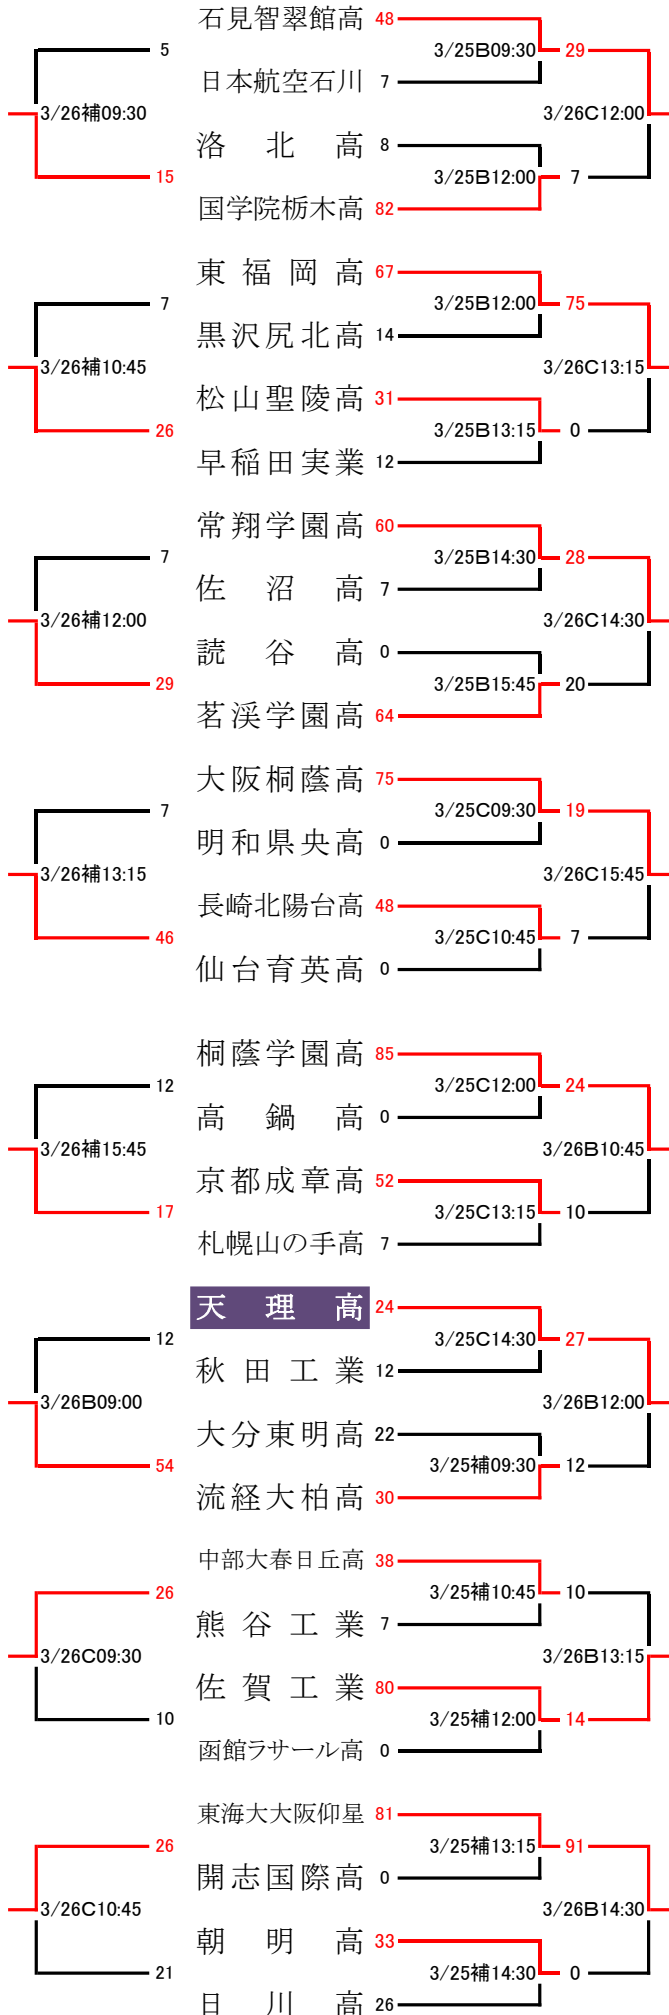 石見智翠館高 48
5 3/25B09:30 29
日本航空石川 7
3/26補09:30 3/26C12:00
洛北高 8
15 3/25B12:00 7
国学院栃木高 82
東福岡高 67
7 3/25B12:00 75
黒沢尻北高 14
3/26補10:45 3/26C13:15
松山聖陵高 31
26 3/25B13:15 0
早稲田実業 12
常翔学園高 60
7 3/25B14:30 28
佐沼高 7
3/26補12:00 3/26C14:30
読谷高 0
29 3/25B15:45 20
茗溪学園高 64
大阪桐蔭高 75
7 3/25C09:30 19
明和県央高 0
3/26補13:15 3/26C15:45
長崎北陽台高 48
46 3/25C10:45 7
仙台育英高 0
桐蔭学園高 85
12 3/25C12:00 24
高鍋高 0
3/26補15:45 3/26B10:45
京都成章高 52
17 3/25C13:15 10
札幌山の手高 7
天理高 24
12 3/25C14:30 27
秋田工業 12
3/26B09:00 3/26B12:00
大分東明高 22
54 3/25補09:30 12
流経大柏高 30
中部大春日丘高 38
26 3/25補10:45 10
熊谷工業 7
3/26C09:30 3/26B13:15
佐賀工業 80
10 3/25補12:00 14
函館ラサール高 0
東海大大阪仰星 81
26 3/25補13:15 91
開志国際高 0
3/26C10:45 3/26B14:30
朝明高 33
21 3/25補14:30 0
日川高 26